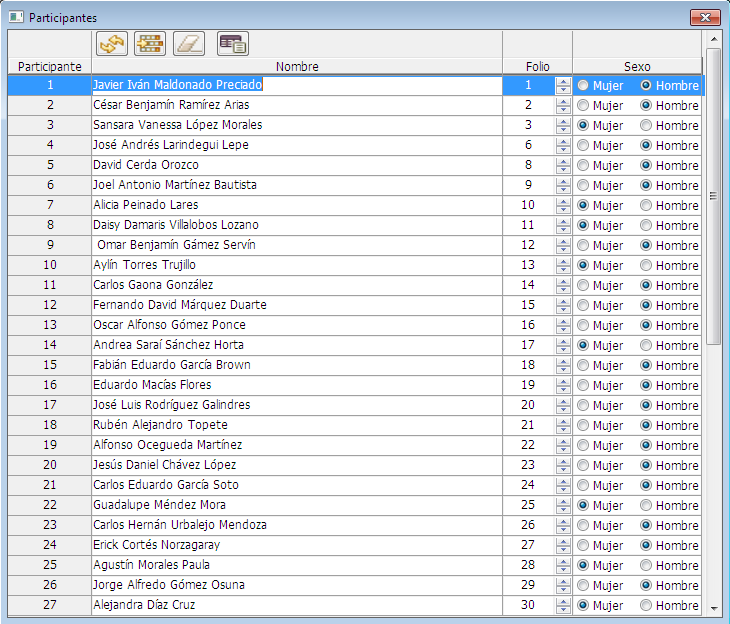 Participantes
Participante Nombre Folio Sexo
1 Javier Iván Maldonado Preciado 1 Mujer Hombre
2 César Benjamín Ramírez Arias 2 Mujer Hombre
3 Sansara Vanessa López Morales 3 Mujer Hombre
4 José Andrés Larindegui Lepe 6 Mujer Hombre
5 David Cerda Orozco 8 Mujer Hombre
6 Joel Antonio Martínez Bautista 9 Mujer Hombre
7 Alicia Peinado Lares 10 Mujer Hombre
8 Daisy Damaris Villalobos Lozano 11 Mujer Hombre
9 Omar Benjamín Gámez Servín 12 Mujer Hombre
10 Aylín Torres Trujillo 13 Mujer Hombre
11 Carlos Gaona González 14 Mujer Hombre
12 Fernando David Márquez Duarte 15 Mujer Hombre
13 Oscar Alfonso Gómez Ponce 16 Mujer Hombre
14 Andrea Saraí Sánchez Horta 17 Mujer Hombre
15 Fabián Eduardo García Brown 18 Mujer Hombre
16 Eduardo Macías Flores 19 Mujer Hombre
17 José Luis Rodríguez Galindres 20 Mujer Hombre
18 Rubén Alejandro Topete 21 Mujer Hombre
19 Alfonso Ocegueda Martínez 22 Mujer Hombre
20 Jesús Daniel Chávez López 23 Mujer Hombre
21 Carlos Eduardo García Soto 24 Mujer Hombre
22 Guadalupe Méndez Mora 25 Mujer Hombre
23 Carlos Hernán Urbalejo Mendoza 26 Mujer Hombre
24 Erick Cortés Norzagaray 27 Mujer Hombre
25 Agustín Morales Paula 28 Mujer Hombre
26 Jorge Alfredo Gómez Osuna 29 Mujer Hombre
27 Alejandra Díaz Cruz 30 Mujer Hombre